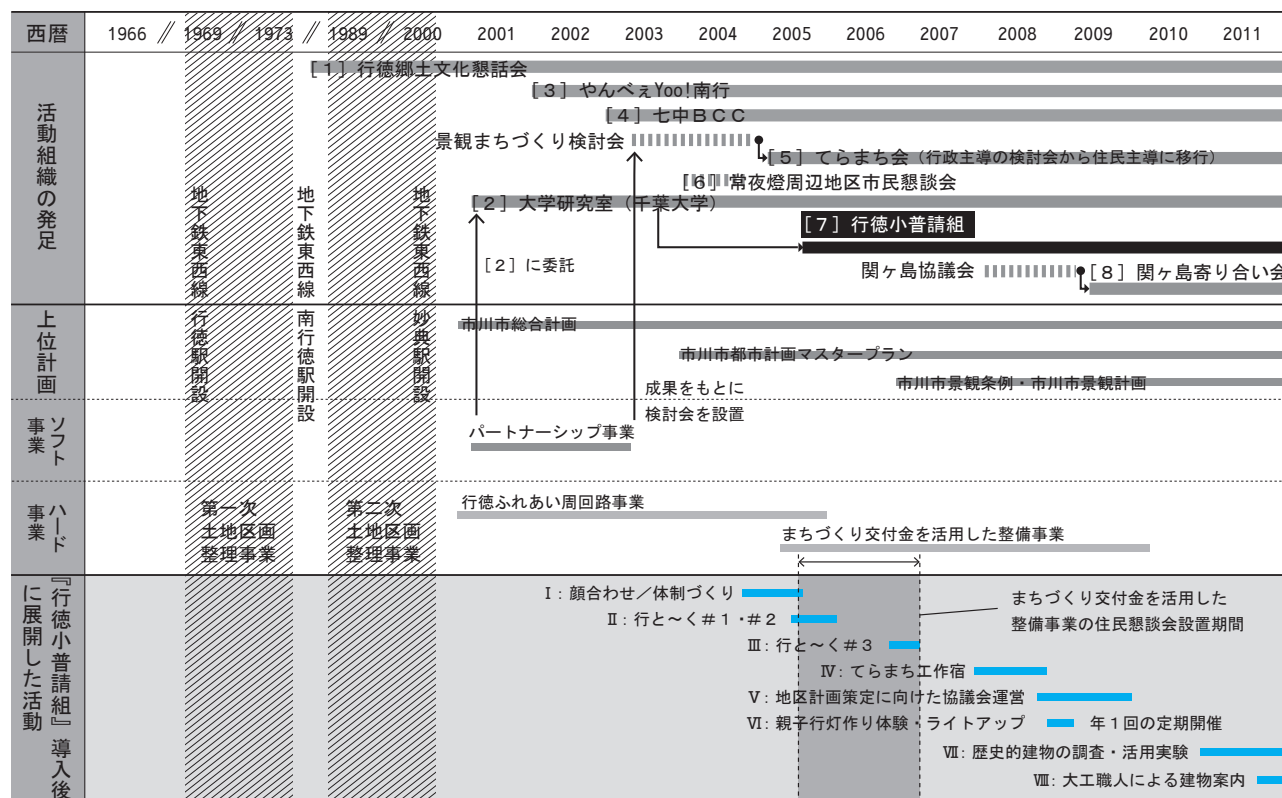 西暦 1966 // 1969 // 1973 // 1989 // 2000 2001 2002 2003 2004 2005 2006 2007 2008 2009 2010 2011
活動組織の発足
[1] 行徳郷土文化懇話会
[3] やんべぇYoo!南行
[4] 七中BCC
景観まちづくり検討会
[5] てらまち会（行政主導の検討会から住民主導に移行）
[6] 常夜燈周辺地区市民懇談会
[2] 大学研究室（千葉大学）
[7] 行徳小普請組
[2] に委託
関ヶ島協議会
[8] 関ヶ島寄り合い会
地下鉄東西線 行徳駅開設
地下鉄東西線 南行徳駅開設
地下鉄東西線 妙典駅開設
上位計画
市川市総合計画
市川市都市計画マスタープラン
市川市景観条例・市川市景観計画
成果をもとに
検討会を設置
ソフト
事業
パートナーシップ事業
ハード
事業
第一次
土地区画
整理事業
第二次
土地区画
整理事業
行徳ふれあい周回路事業
まちづくり交付金を活用した整備事業
『行徳小普請組』導入後
に展開した活動
Ⅰ：顔合わせ／体制づくり
Ⅱ：行と〜く＃1・＃2
Ⅲ：行と〜く＃3
Ⅳ：てらまち工作宿
Ⅴ：地区計画策定に向けた協議会運営
Ⅵ：親子行灯作り体験・ライトアップ 年1回の定期開催
Ⅶ：歴史的建物の調査・活用実験
Ⅷ：大工職人による建物案内
まちづくり交付金を活用した
整備事業の住民懇談会設置期間